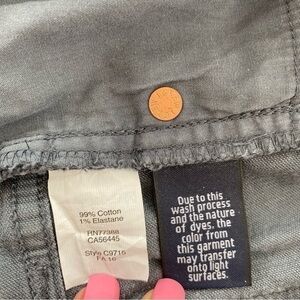 99% Cotton
1% Elastane
RN77388
CA56445
Style C9716
FA 16
Due to this
wash process
and the nature
of dyes. the
color from
this garment
may transfer
onto light
surfaces.